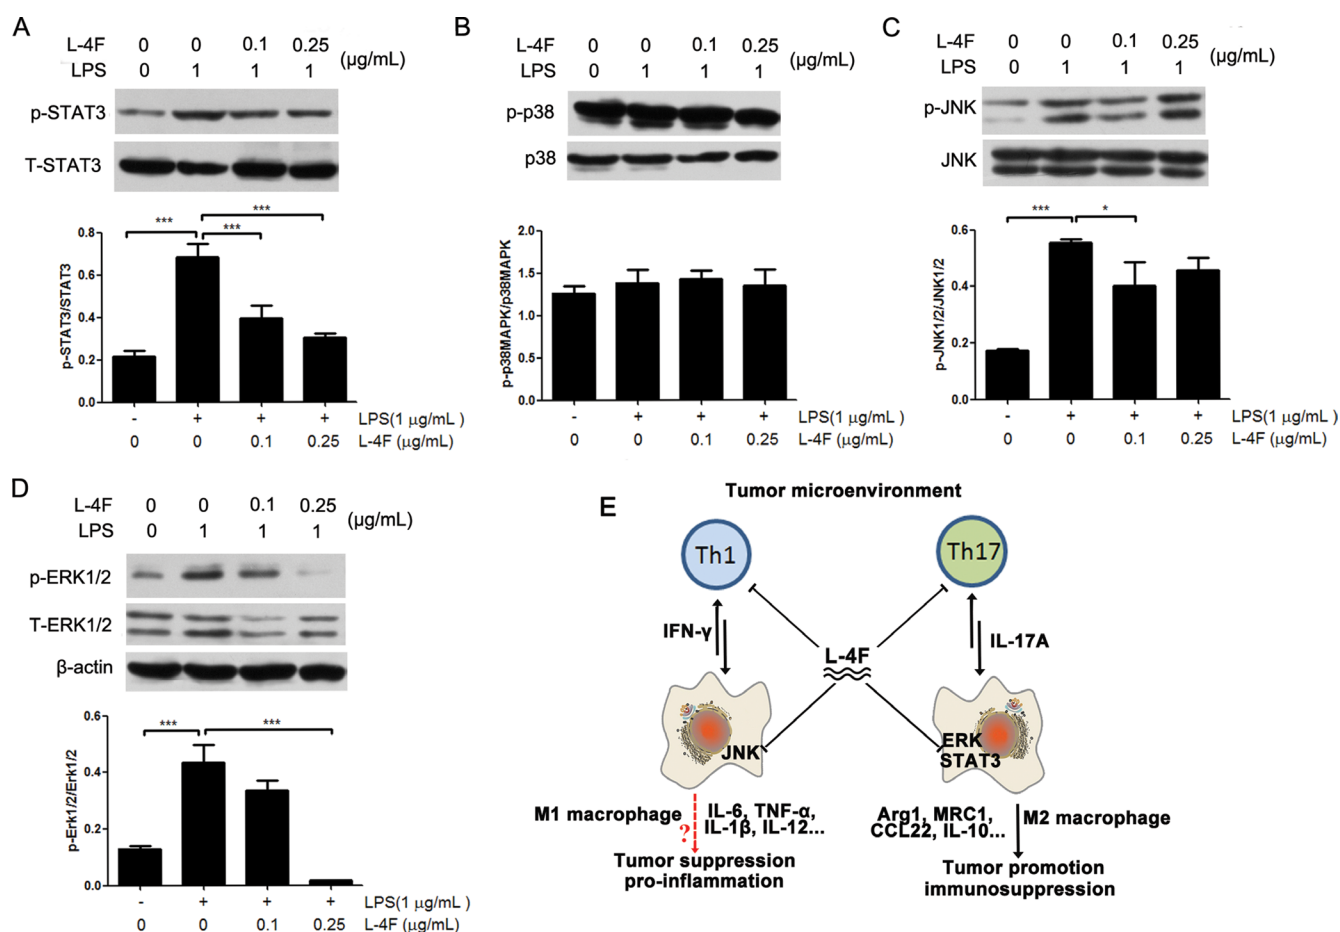 A
L-4F 0 0 0.1 0.25 (μg/mL)
LPS 0 1 1 1
p-STAT3
T-STAT3
*** *** ***
p-STAT3/STAT3
0.8
0.6
0.4
0.2
0.0
- + + + LPS(1 μg/mL )
0 0 0.1 0.25 L-4F (μg/mL)
B
L-4F 0 0 0.1 0.25 (μg/mL)
LPS 0 1 1 1
p-p38
p38
p-p38MAPK/p38MAPK
2.0
1.5
1.0
0.5
0.0
- + + + LPS(1 μg/mL )
0 0 0.1 0.25 L-4F (μg/mL)
C
L-4F 0 0 0.1 0.25 (μg/mL)
LPS 0 1 1 1
p-JNK
JNK
*** *
p-JNK1/2/JNK1/2
0.6
0.4
0.2
0.0
- + + + LPS(1 μg/mL )
0 0 0.1 0.25 L-4F (μg/mL)
D
L-4F 0 0 0.1 0.25 (μg/mL)
LPS 0 1 1 1
p-ERK1/2
T-ERK1/2
β-actin
*** ***
p-Erk1/2/Erk1/2
0.6
0.4
0.2
0.0
- + + + LPS(1 μg/mL )
0 0 0.1 0.25 L-4F (μg/mL)
E
Tumor microenvironment
Th1 Th17
IFN-γ L-4F IL-17A
JNK ERK
STAT3
M1 macrophage ? IL-6, TNF-α,
IL-1β, IL-12...
Arg1, MRC1,
CCL22, IL-10...
M2 macrophage
Tumor suppression
pro-inflammation
Tumor promotion
immunosuppression